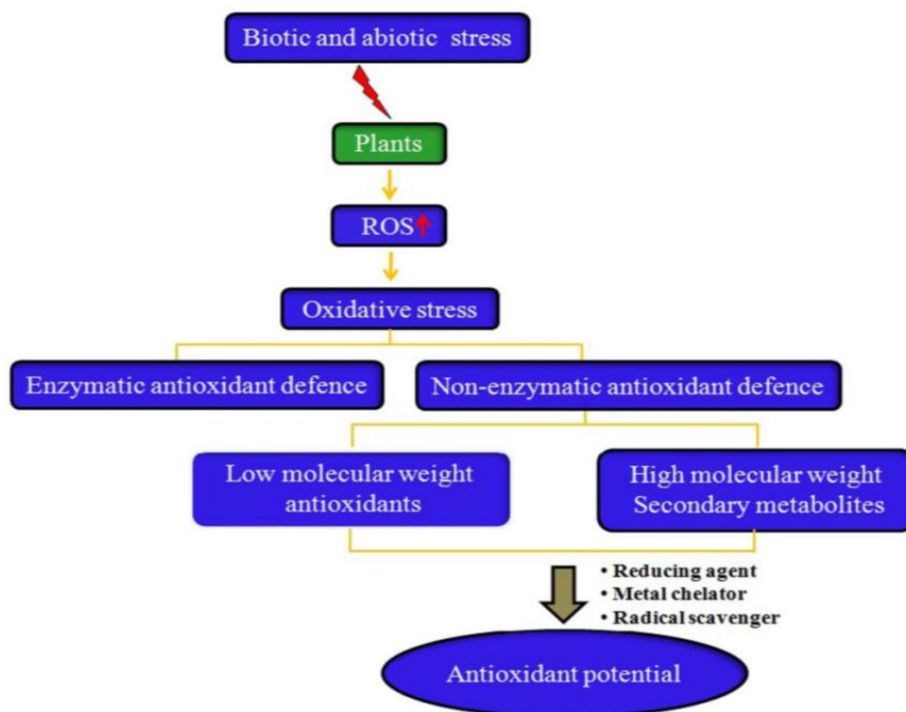 Biotic and abiotic stress
Plants
ROS
Oxidative stress
Enzymatic antioxidant defence
Non-enzymatic antioxidant defence
Low molecular weight
antioxidants
High molecular weight
Secondary metabolites
• Reducing agent
• Metal chelator
• Radical scavenger
Antioxidant potential